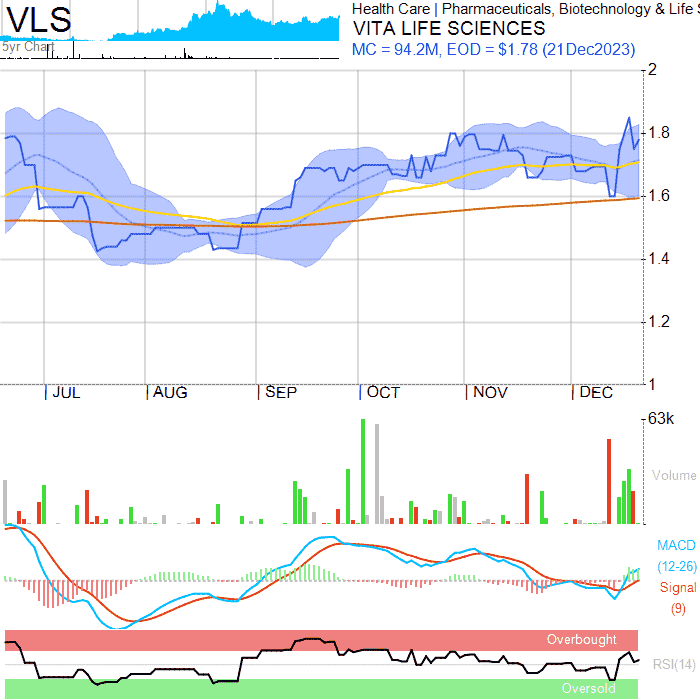 VLS
5yr Chart
Health Care | Pharmaceuticals, Biotechnology & Life S
VITA LIFE SCIENCES
MC = 94.2M, EOD = $1.78 (21Dec2023)
2
1.8
1.6
1.4
1.2
1
JUL AUG SEP OCT NOV DEC
63k
Volume
MACD
(12-26)
Signal
(9)
Overbought
RSI(14)
Oversold